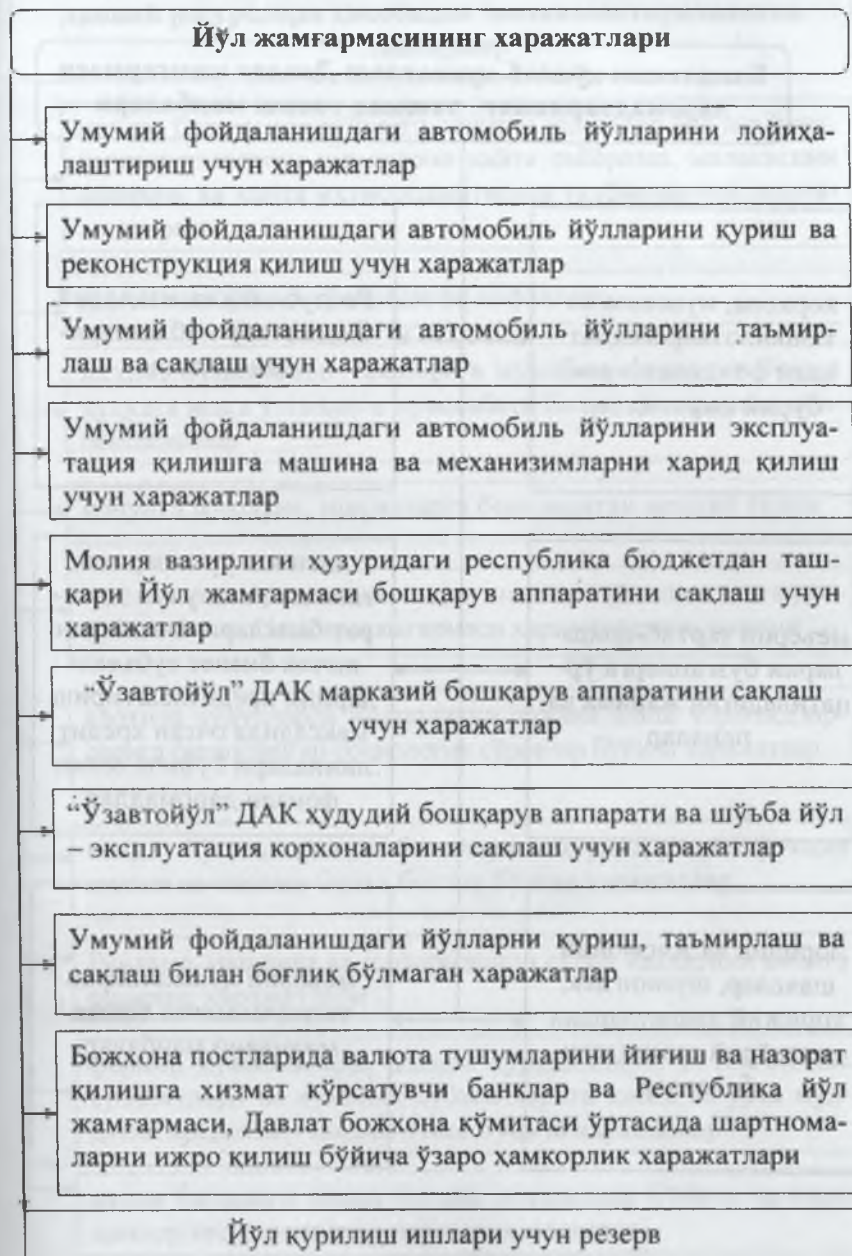 Йўл жамғармасининг харажатлари
Умумий фойдаланишдаги автомобиль йўлларини лойиҳа-
лаштириш учун харажатлар
Умумий фойдаланишдаги автомобиль йўлларини қуриш ва
реконструкция қилиш учун харажатлар
Умумий фойдаланишдаги автомобиль йўлларини таъмир-
лаш ва сақлаш учун харажатлар
Умумий фойдаланишдаги автомобиль йўлларини эксплуа-
тация қилишга машина ва механизимларни харид қилиш
учун харажатлар
Молия вазирлиги ҳузуридаги республика бюджетдан таш-
қари Йўл жамғармаси бошқарув аппаратини сақлаш учун
харажатлар
“Ўзавтойўл” ДАК марказий бошқарув аппаратини сақлаш
учун харажатлар
“Ўзавтойўл” ДАК ҳудудий бошқарув аппарати ва шўъба йўл
– эксплуатация корхоналарини сақлаш учун харажатлар
Умумий фойдаланишдаги йўлларни қуриш, таъмирлаш ва
сақлаш билан боғлиқ бўлмаган харажатлар
Божхона постларида валюта тушумларини йиғиш ва назорат
қилишга хизмат кўрсатувчи банклар ва Республика йўл
жамғармаси, Давлат божхона қўмитаси ўртасида шартнома-
ларни ижро қилиш бўйича ўзаро ҳамкорлик харажатлари
Йўл қурилиш ишлари учун резерв